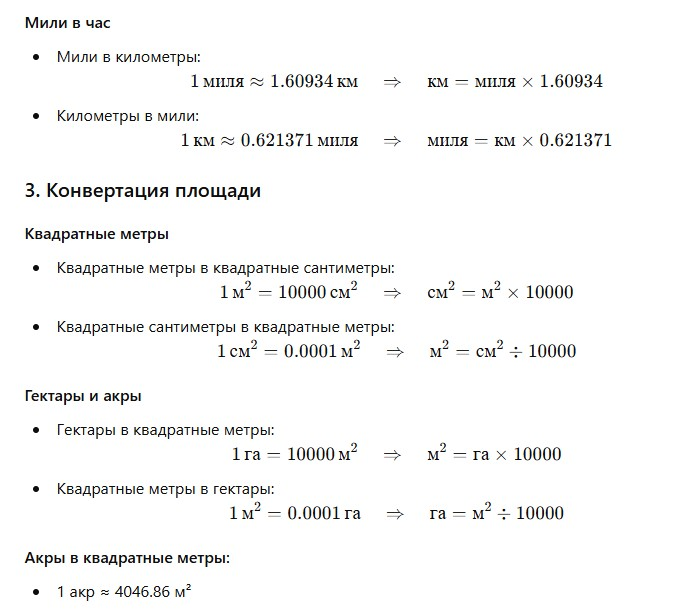 Мили в час
• Мили в километры:
1 миля ≈ 1.60934 км ⇒ км = миля × 1.60934
• Километры в мили:
1 км ≈ 0.621371 миля ⇒ миля = км × 0.621371
3. Конвертация площади
Квадратные метры
• Квадратные метры в квадратные сантиметры:
1 м² = 10000 см² ⇒ см² = м² × 10000
• Квадратные сантиметры в квадратные метры:
1 см² = 0.0001 м² ⇒ м² = см² ÷ 10000
Гектары и акры
• Гектары в квадратные метры:
1 га = 10000 м² ⇒ м² = га × 10000
• Квадратные метры в гектары:
1 м² = 0.0001 га ⇒ га = м² ÷ 10000
Акры в квадратные метры:
• 1 акр ≈ 4046.86 м²